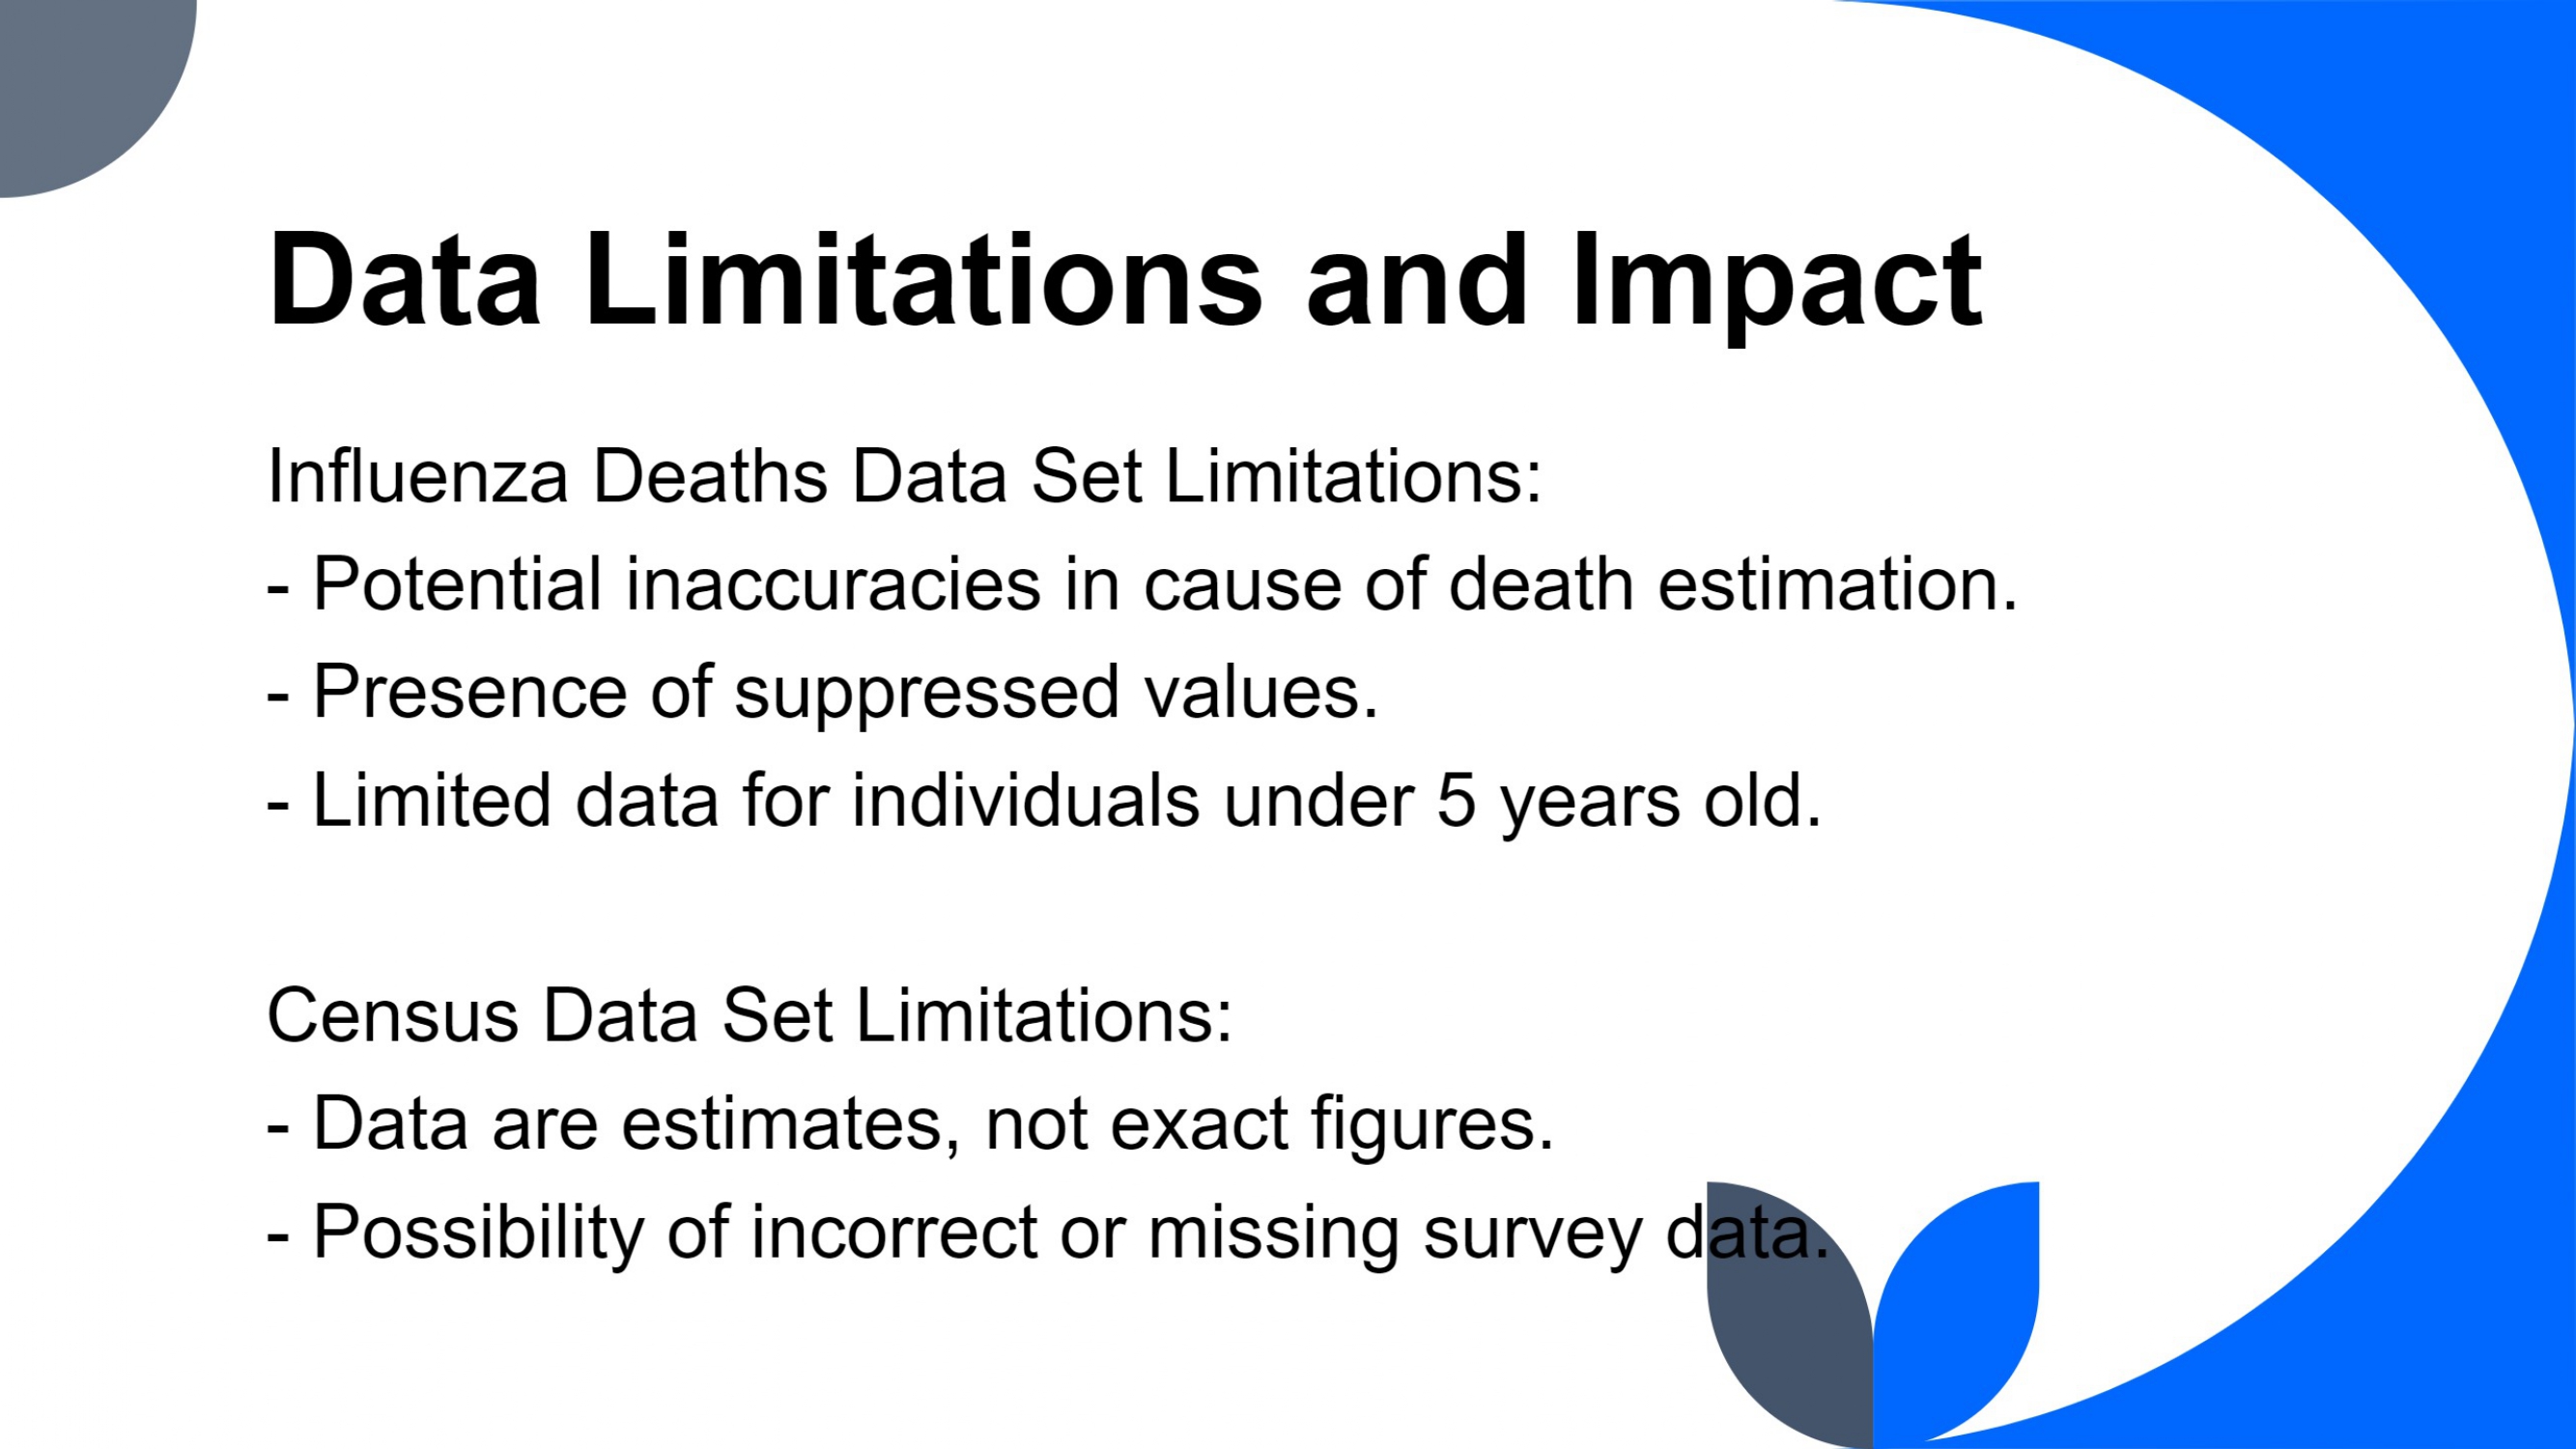 Data Limitations and Impact
Influenza Deaths Data Set Limitations:
- Potential inaccuracies in cause of death estimation.
- Presence of suppressed values.
- Limited data for individuals under 5 years old.
Census Data Set Limitations:
- Data are estimates, not exact figures.
- Possibility of incorrect or missing survey data.